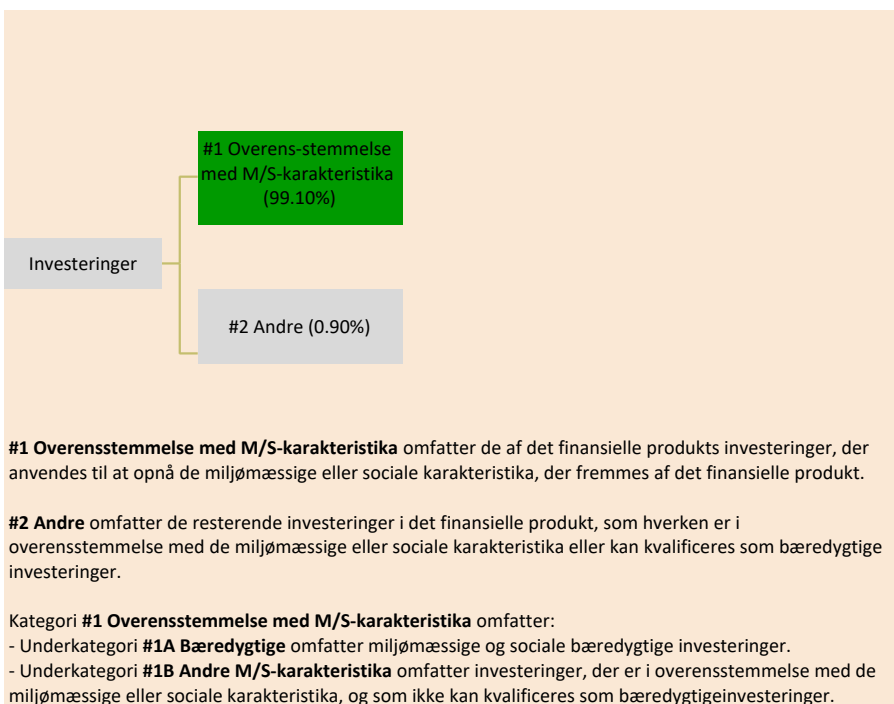 #1 Overens-stemmelse
med M/S-karakteristika
(99.10%)
Investeringer
#2 Andre (0.90%)
#1 Overensstemmelse med M/S-karakteristika omfatter de af det finansielle produkts investeringer, der
anvendes til at opnå de miljømæssige eller sociale karakteristika, der fremmes af det finansielle produkt.
#2 Andre omfatter de resterende investeringer i det finansielle produkt, som hverken er i
overensstemmelse med de miljømæssige eller sociale karakteristika eller kan kvalificeres som bæredygtige
investeringer.
Kategori #1 Overensstemmelse med M/S-karakteristika omfatter:
- Underkategori #1A Bæredygtige omfatter miljømæssige og sociale bæredygtige investeringer.
- Underkategori #1B Andre M/S-karakteristika omfatter investeringer, der er i overensstemmelse med de
miljømæssige eller sociale karakteristika, og som ikke kan kvalificeres som bæredygtigeinvesteringer.